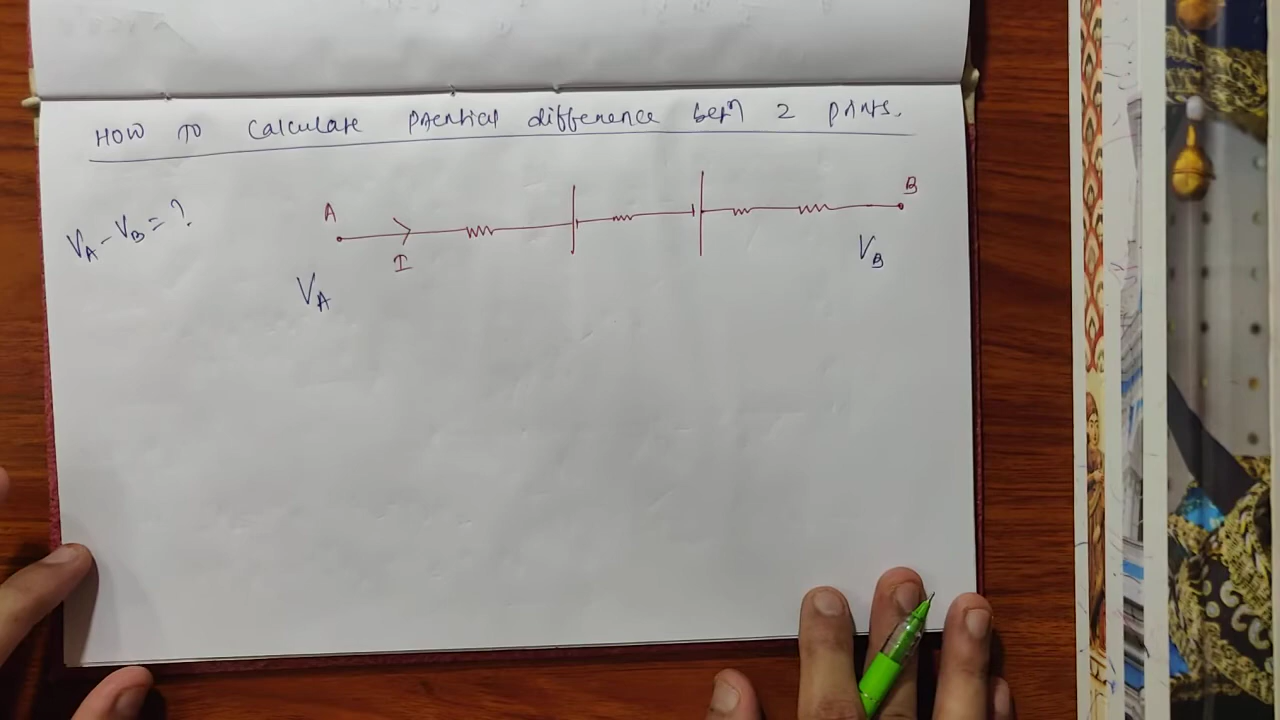 HOW TO Calculate potential difference betn 2 points.
VA - VB = ?
A
B
I
VA
VB